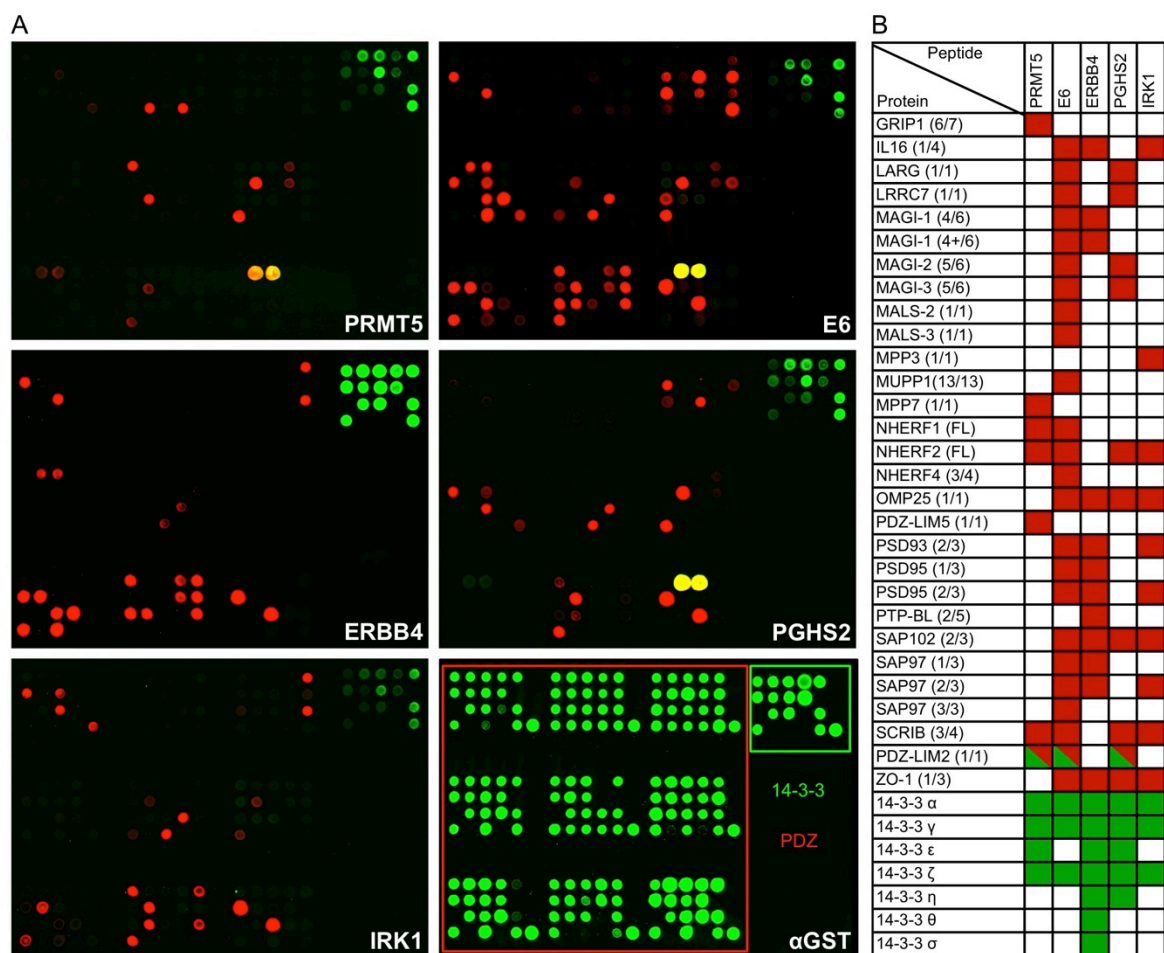 A
PRMT5
E6
ERBB4
PGHS2
IRK1
14-3-3
PDZ
αGST
B
Peptide
Protein
PRMT5
E6
ERBB4
PGHS2
IRK1
GRIP1 (6/7)
IL16 (1/4)
LARG (1/1)
LRRC7 (1/1)
MAGI-1 (4/6)
MAGI-1 (4+/6)
MAGI-2 (5/6)
MAGI-3 (5/6)
MALS-2 (1/1)
MALS-3 (1/1)
MPP3 (1/1)
MUPP1(13/13)
MPP7 (1/1)
NHERF1 (FL)
NHERF2 (FL)
NHERF4 (3/4)
OMP25 (1/1)
PDZ-LIM5 (1/1)
PSD93 (2/3)
PSD95 (1/3)
PSD95 (2/3)
PTP-BL (2/5)
SAP102 (2/3)
SAP97 (1/3)
SAP97 (2/3)
SAP97 (3/3)
SCRIB (3/4)
PDZ-LIM2 (1/1)
ZO-1 (1/3)
14-3-3 α
14-3-3 γ
14-3-3 ε
14-3-3 ζ
14-3-3 η
14-3-3 θ
14-3-3 σ